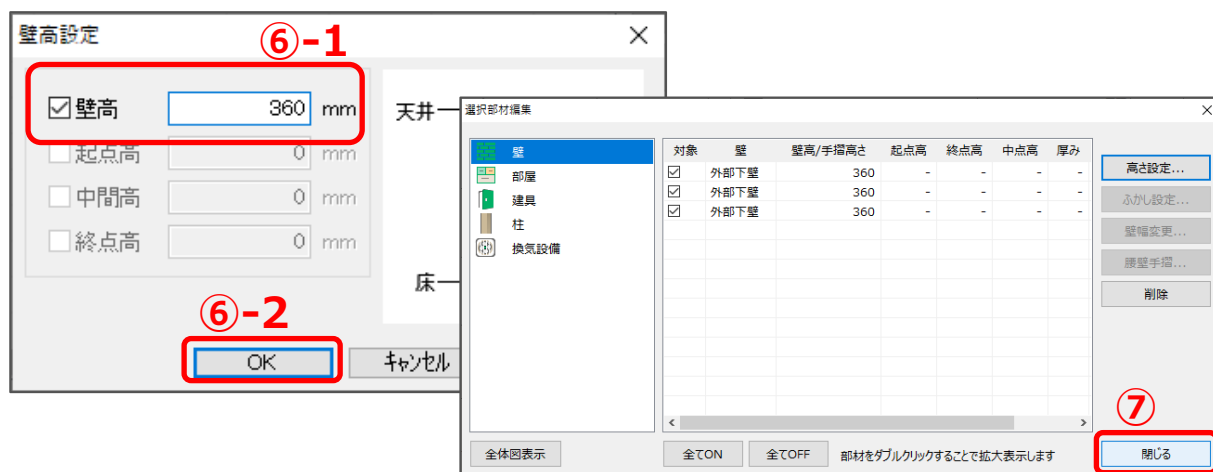 壁高設定
⑥-1
壁高 360 mm
起点高 0 mm
中間高 0 mm
終点高 0 mm
天井
床
⑥-2
OK キャンセル
選択部材編集
壁
部屋
建具
柱
換気設備
対象 壁 壁高/手摺高さ 起点高 終点高 中点高 厚み
外部下壁 360 - - - -
外部下壁 360 - - - -
外部下壁 360 - - - -
高さ設定...
ふかし設定...
壁幅変更...
腰壁手摺...
削除
⑦
全体図表示 全てON 全てOFF 部材をダブルクリックすることで拡大表示します 閉じる